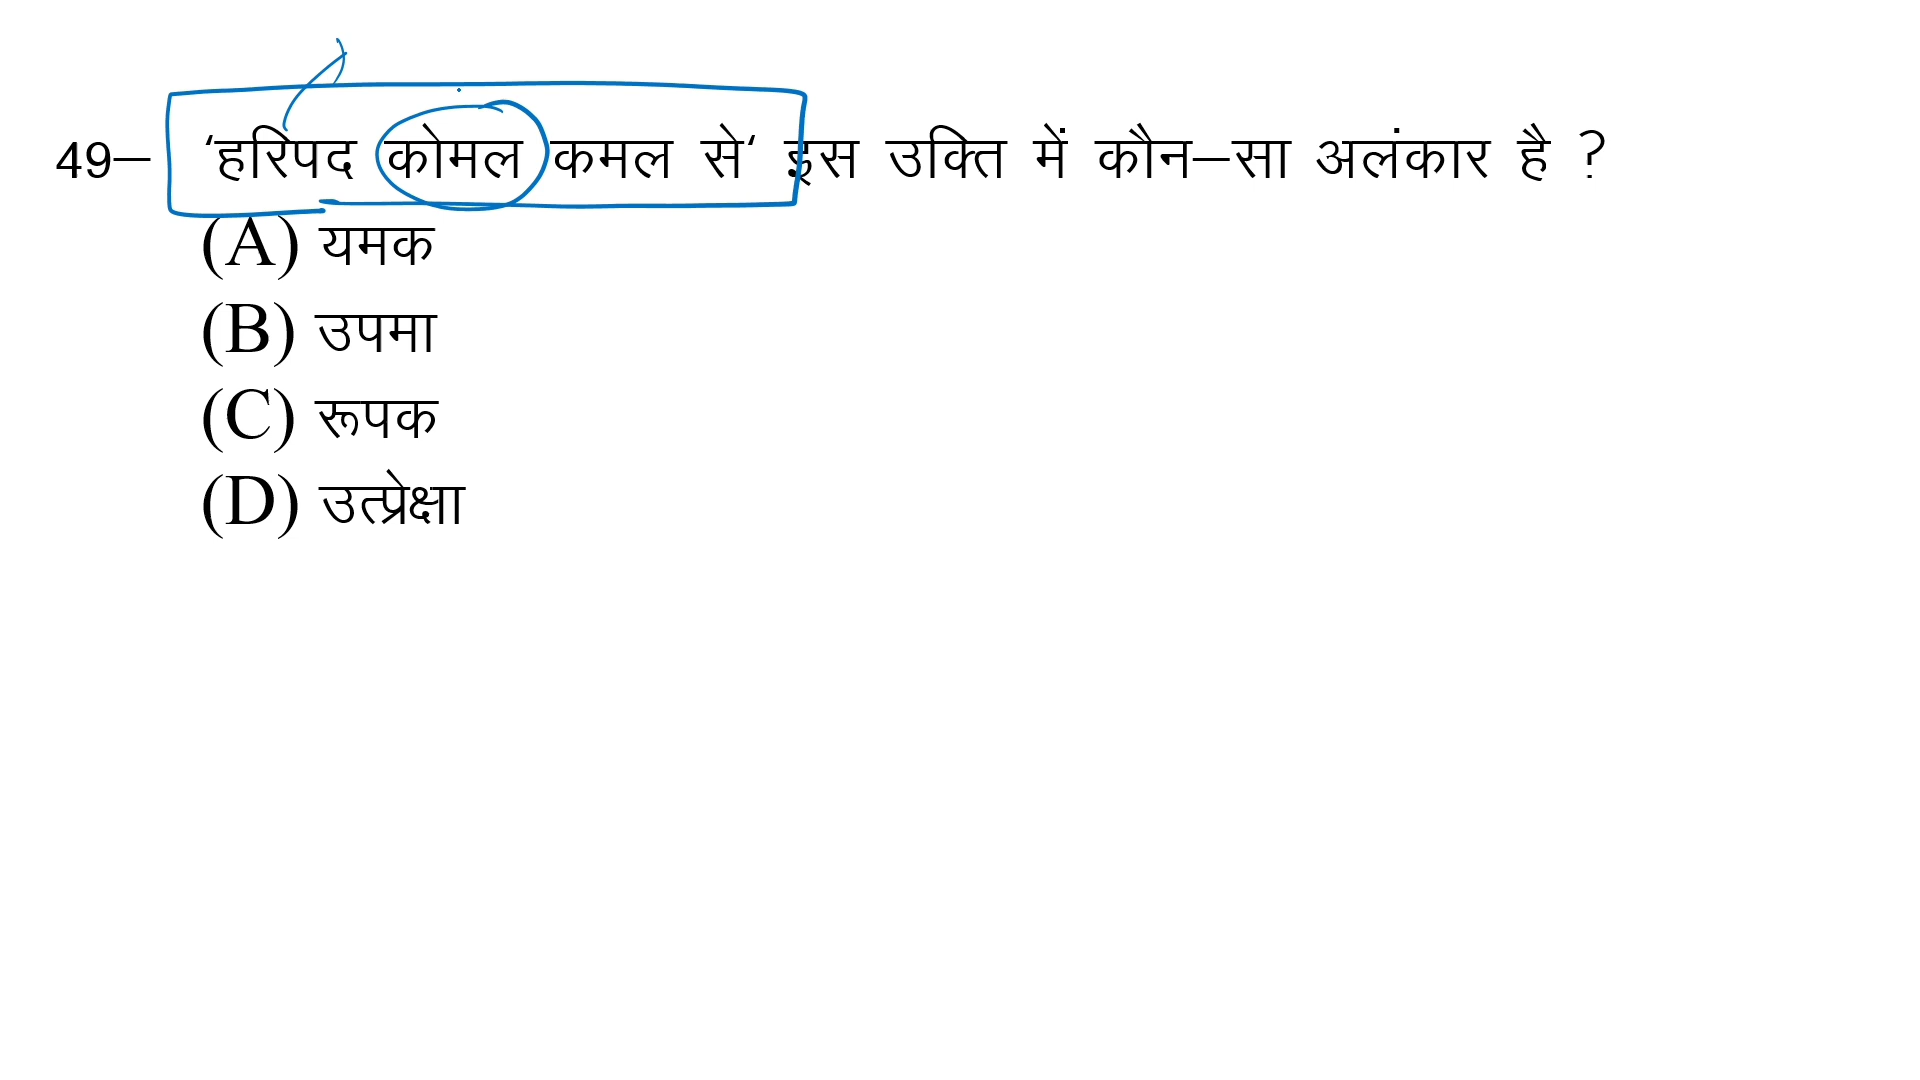 49– ‘हरिपद कोमल कमल से‘ इस उक्ति में कौन–सा अलंकार है ?
(A) यमक
(B) उपमा
(C) रूपक
(D) उत्प्रेक्षा